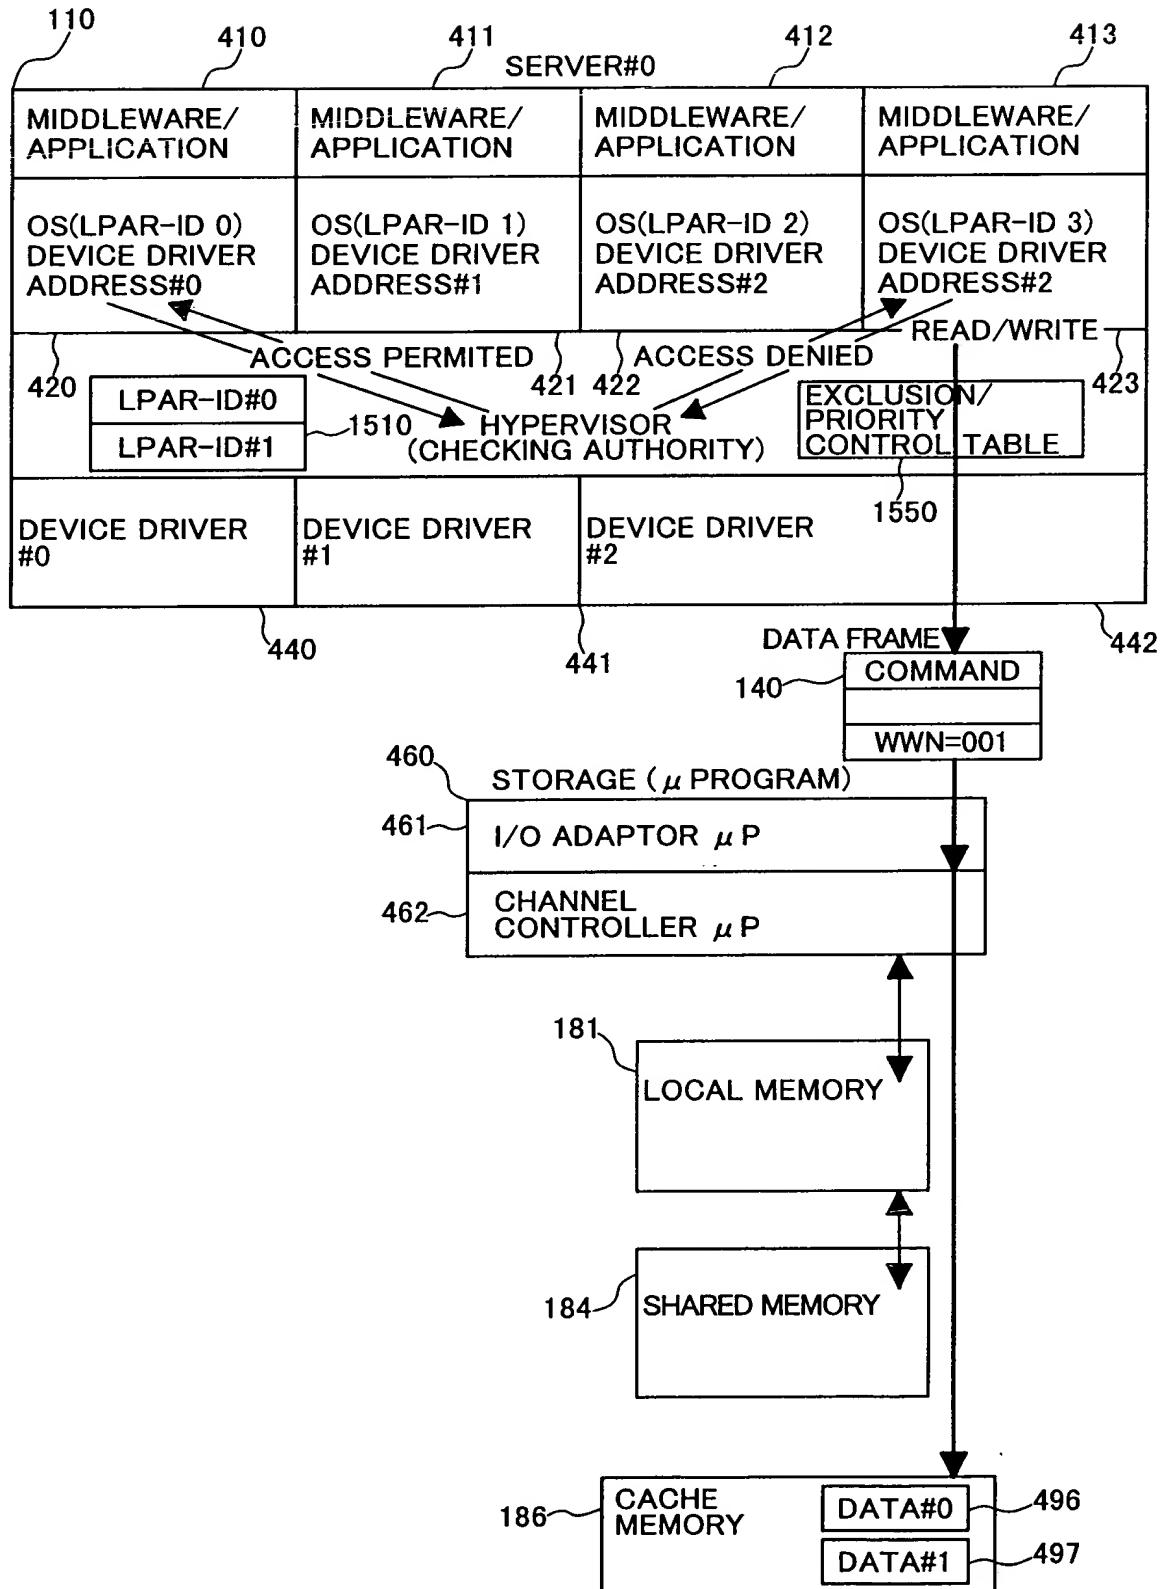 110
410
411
412
413
SERVER#0
MIDDLEWARE/
APPLICATION
MIDDLEWARE/
APPLICATION
MIDDLEWARE/
APPLICATION
MIDDLEWARE/
APPLICATION
OS(LPAR-ID 0)
DEVICE DRIVER
ADDRESS#0
OS(LPAR-ID 1)
DEVICE DRIVER
ADDRESS#1
OS(LPAR-ID 2)
DEVICE DRIVER
ADDRESS#2
OS(LPAR-ID 3)
DEVICE DRIVER
ADDRESS#2
READ/WRITE
420
ACCESS PERMITED
421
422
ACCESS DENIED
423
LPAR-ID#0
LPAR-ID#1
1510
HYPERVISOR
(CHECKING AUTHORITY)
EXCLUSION/
PRIORITY
CONTROL TABLE
1550
DEVICE DRIVER
#0
DEVICE DRIVER
#1
DEVICE DRIVER
#2
440
441
442
DATA FRAME
140
COMMAND
WWN=001
460
STORAGE (μ PROGRAM)
461
I/O ADAPTOR μ P
462
CHANNEL
CONTROLLER μ P
181
LOCAL MEMORY
184
SHARED MEMORY
186
CACHE
MEMORY
DATA#0
496
DATA#1
497